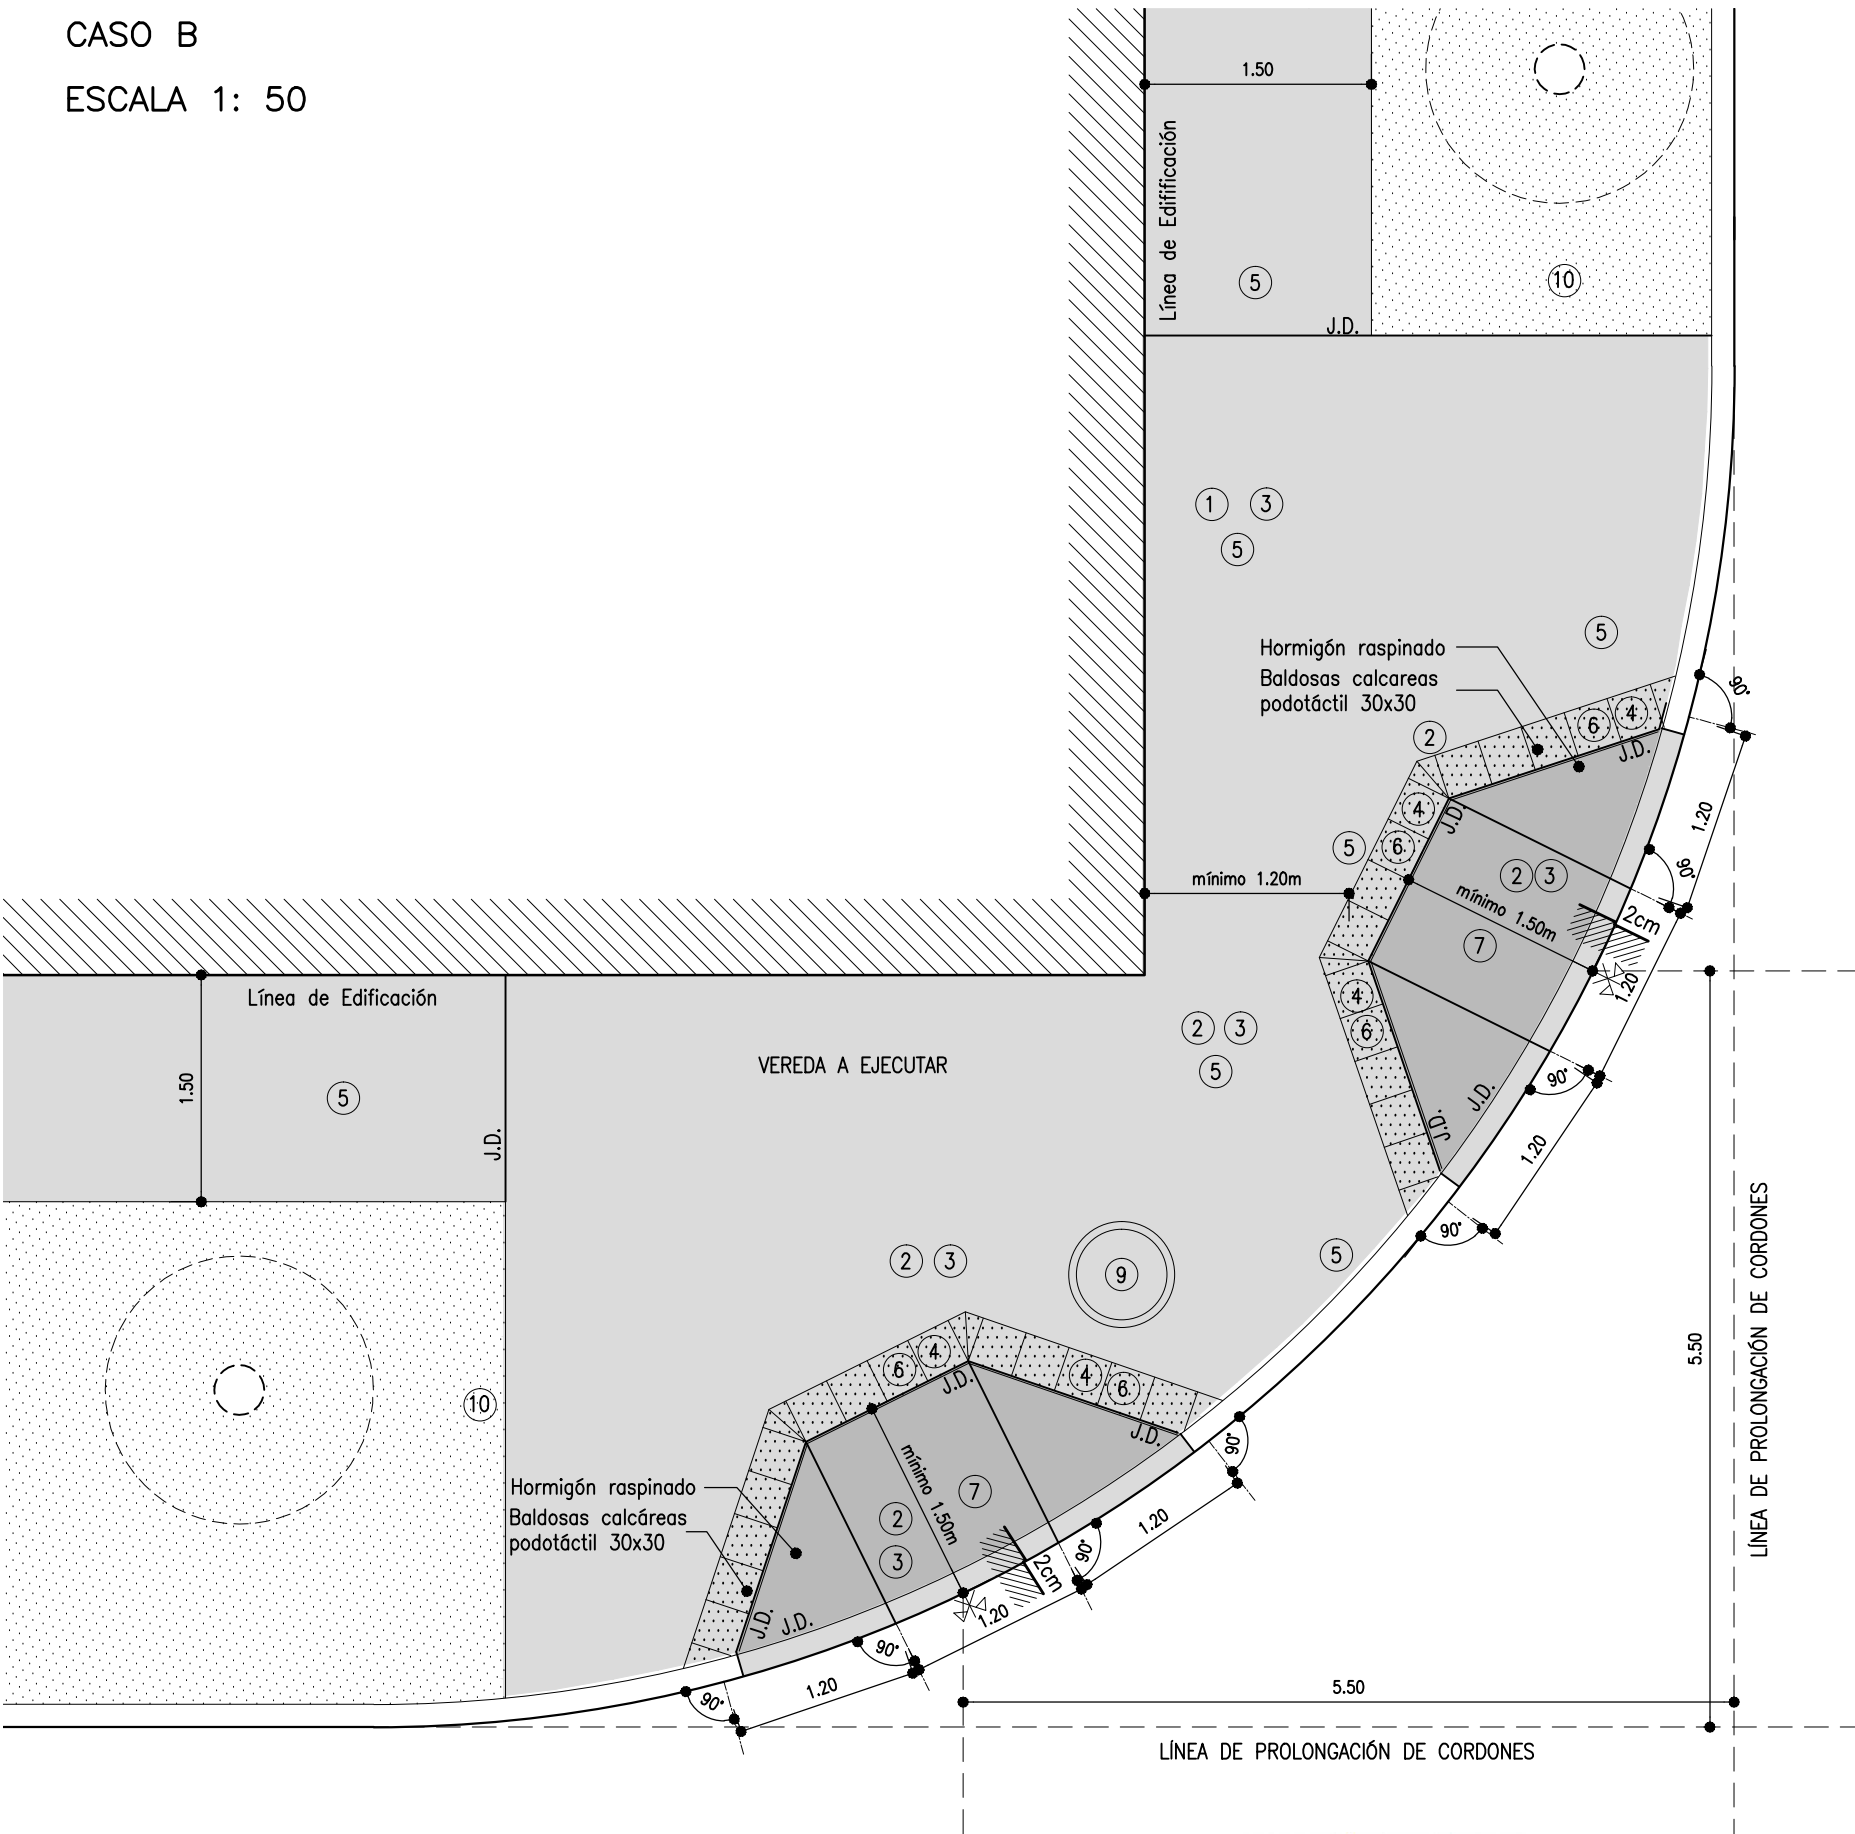 CASO B
ESCALA 1: 50
1.50
Línea de Edifificación
5
10
J.D.
1 3
5
5
Hormigón raspinado
Baldosas calcareas
podotáctil 30x30
90°
4
6
J.D.
2
4
J.D.
1.20
5
6
90°
2 3
mínimo 1.20m
mínimo 1.50m
2cm
7
1.20
4
6
J.D.
J.D.
90°
1.20
90°
Línea de Edificación
1.50
5
J.D.
VEREDA A EJECUTAR
2 3
5
2 3
9
5
10
4
6
J.D.
4
6
J.D.
90°
Hormigón raspinado
Baldosas calcáreas
podotáctil 30x30
mínimo 1.50m
7
2
3
2cm
90°
1.20
J.D.
J.D.
1.20
90°
1.20
90°
5.50
LÍNEA DE PROLONGACIÓN DE CORDONES
5.50
LÍNEA DE PROLONGACIÓN DE CORDONES